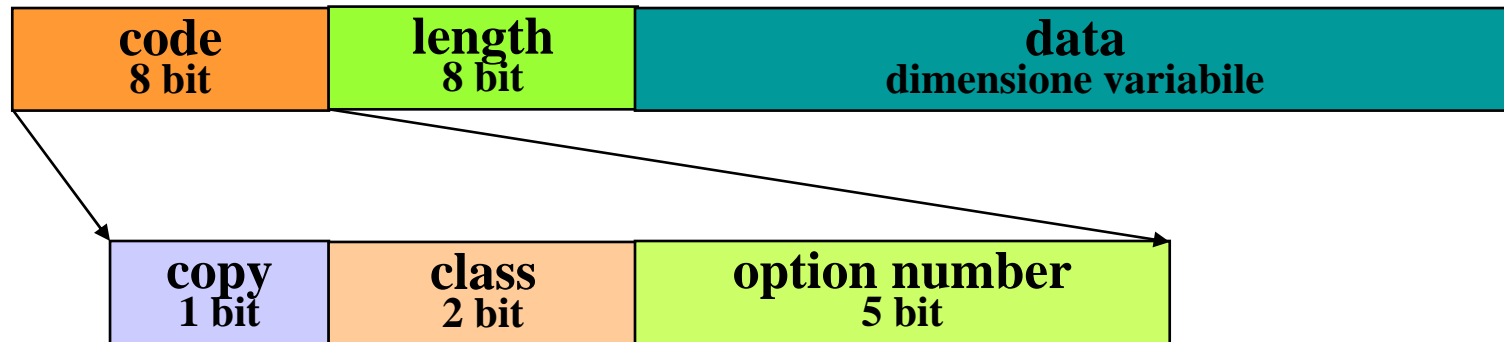 code length data
8 bit 8 bit dimensione variabile
copy class option number
1 bit 2 bit 5 bit